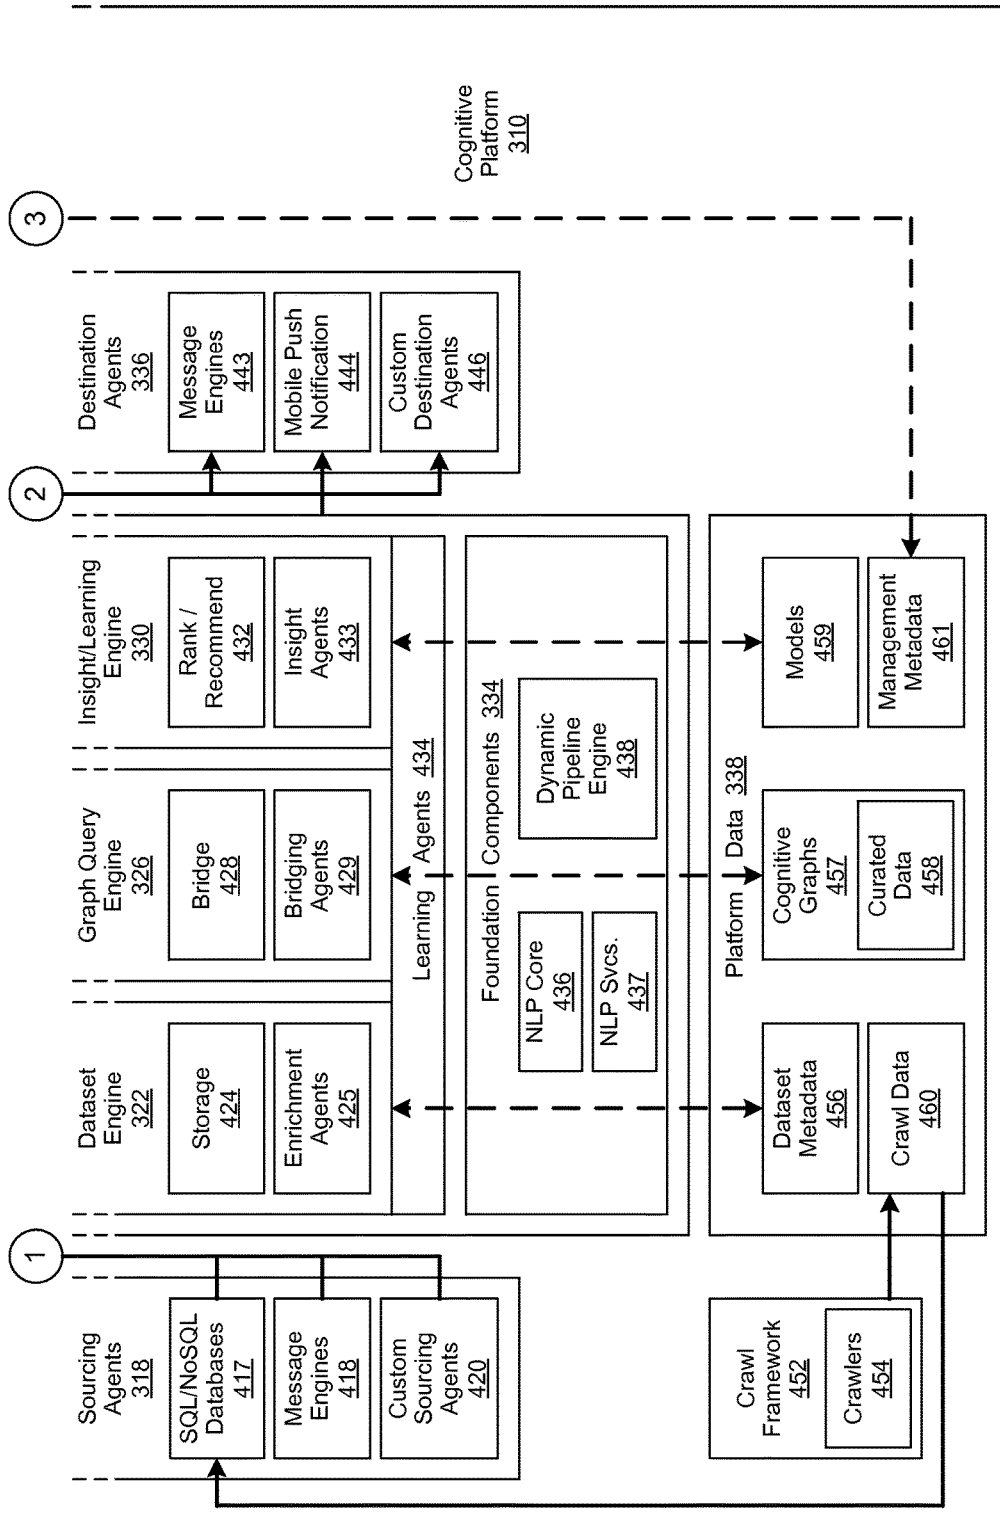 1
2
3
Sourcing
Agents
318
SQL/NoSQL
Databases
417
Message
Engines
418
Custom
Sourcing
Agents
420
Dataset
Engine
322
Storage
424
Enrichment
Agents
425
Graph Query
Engine
326
Bridge
428
Bridging Agents
429
Insight/Learning
Engine
330
Rank /
Recommend
432
Insight
Agents
433
Learning Agents 434
Foundation Components 334
NLP Core
436
NLP Svcs.
437
Dynamic
Pipeline
Engine
438
Destination
Agents
336
Message
Engines
443
Mobile Push
Notification
444
Custom
Destination
Agents
446
Cognitive
Platform
310
Crawl
Framework
452
Crawlers
454
Platform Data 338
Dataset
Metadata
456
Crawl Data
460
Cognitive
Graphs
457
Curated
Data
458
Models
459
Management
Metadata
461